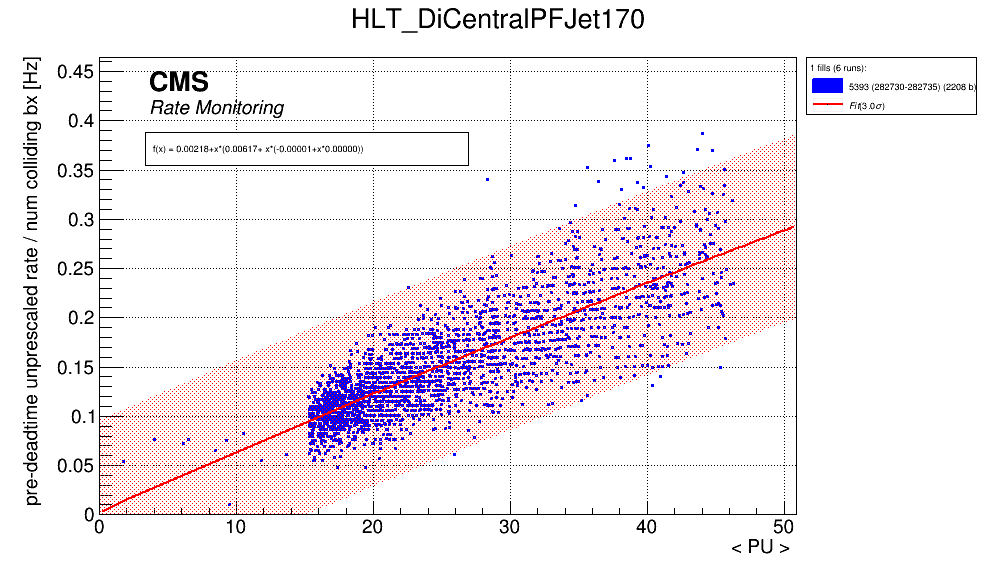 HLT_DiCentralPFJet170
pre-deadtime unprescaled rate / num colliding bx [Hz]
CMS
Rate Monitoring
f(x) = 0.00218+x*(0.00617+ x*(-0.00001+x*0.00000))
0.45
0.4
0.35
0.3
0.25
0.2
0.15
0.1
0.05
0
0 10 20 30 40 50
< PU >
1 fills (6 runs):
5393 (282730-282735) (2208 b)
Fit(3.0σ)